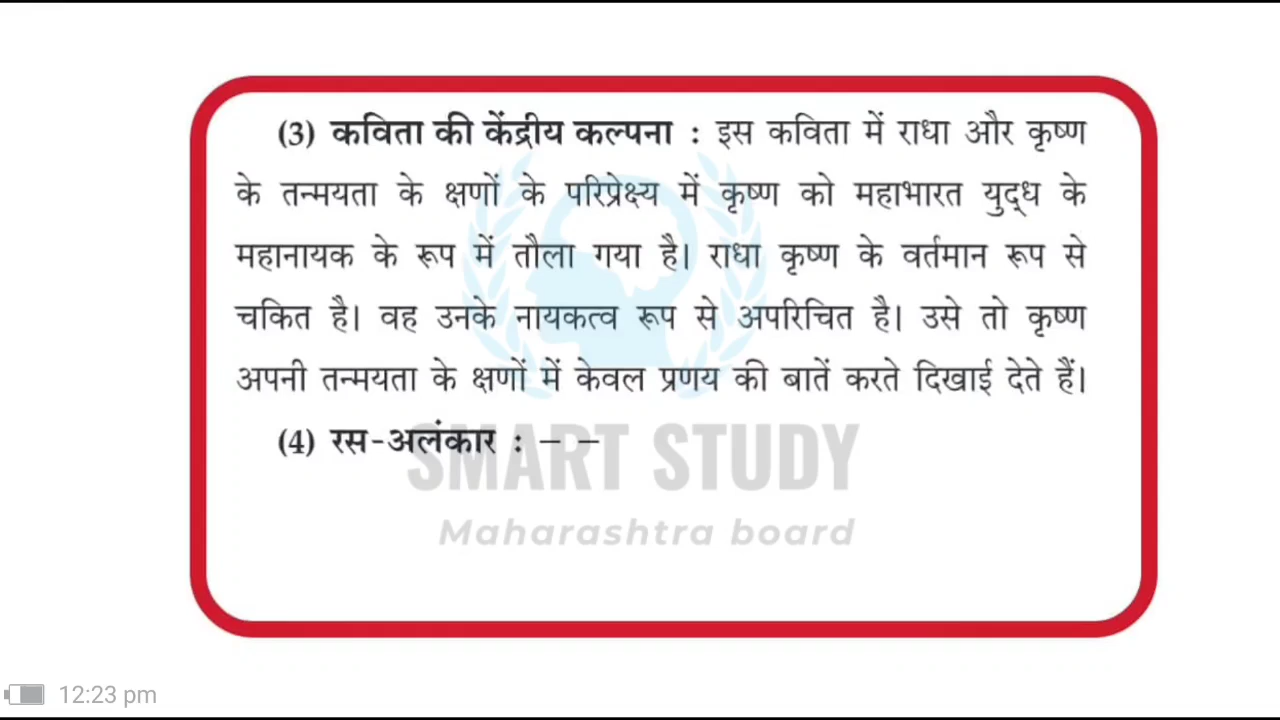 (3) कविता की केंद्रीय कल्पना : इस कविता में राधा और कृष्ण
के तन्मयता के क्षणों के परिप्रेक्ष्य में कृष्ण को महाभारत युद्ध के
महानायक के रूप में तौला गया है। राधा कृष्ण के वर्तमान रूप से
चकित है। वह उनके नायकत्व रूप से अपरिचित है। उसे तो कृष्ण
अपनी तन्मयता के क्षणों में केवल प्रणय की बातें करते दिखाई देते हैं।
(4) रस-अलंकार : – –
SMART STUDY
Maharashtra board
12:23 pm